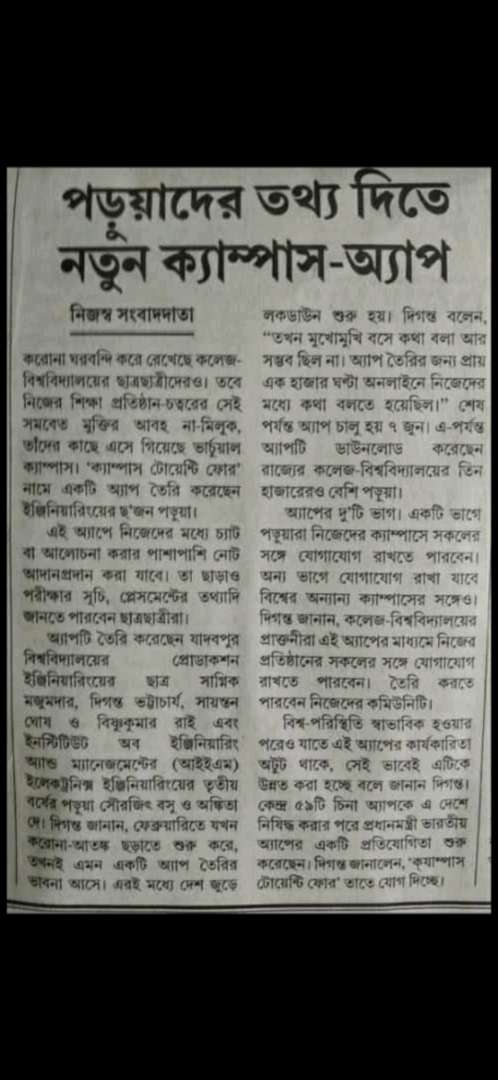 পড়ুয়াদের তথ্য দিতে
নতুন ক্যাম্পাস-অ্যাপ
নিজস্ব সংবাদদাতা
করোনা ঘরবন্দি করে রেখেছে কলেজ-
বিশ্ববিদ্যালয়ের ছাত্রছাত্রীদেরও। তবে
নিজের শিক্ষা প্রতিষ্ঠান-চত্বরের সেই
সমবেত মুক্তির আবহ না-মিলুক,
তাঁদের কাছে এসে গিয়েছে ভার্চুয়াল
ক্যাম্পাস। ‘ক্যাম্পাস টোয়েন্টি ফোর’
নামে একটি অ্যাপ তৈরি করেছেন
ইঞ্জিনিয়ারিংয়ের ছ’জন পড়ুয়া।
এই অ্যাপে নিজেদের মধ্যে চ্যাট
বা আলোচনা করার পাশাপাশি নোট
আদানপ্রদান করা যাবে। তা ছাড়াও
পরীক্ষার সূচি, প্লেসমেন্টের তথ্যাদি
জানতে পারবেন ছাত্রছাত্রীরা।
অ্যাপটি তৈরি করেছেন যাদবপুর
বিশ্ববিদ্যালয়ের প্রোডাকশন
ইঞ্জিনিয়ারিংয়ের ছাত্র সাগ্নিক
মজুমদার, দিগন্ত ভট্টাচার্য, সায়ন্তন
ঘোষ ও বিষ্ণুকুমার রাই এবং
ইনস্টিটিউট অব ইঞ্জিনিয়ারিং
অ্যান্ড ম্যানেজমেন্টের (আইইএম)
ইলেকট্রনিক্স ইঞ্জিনিয়ারিংয়ের তৃতীয়
বর্ষের পড়ুয়া সৌরজিৎ বসু ও অঙ্কিতা
দে। দিগন্ত জানান, ফেব্রুয়ারিতে যখন
করোনা-আতঙ্ক ছড়াতে শুরু করে,
তখনই এমন একটি অ্যাপ তৈরির
ভাবনা আসে। এরই মধ্যে দেশ জুড়ে
লকডাউন শুরু হয়। দিগন্ত বলেন,
“তখন মুখোমুখি বসে কথা বলা আর
সম্ভব ছিল না। অ্যাপ তৈরির জন্য প্রায়
এক হাজার ঘণ্টা অনলাইনে নিজেদের
মধ্যে কথা বলতে হয়েছিল।” শেষ
পর্যন্ত অ্যাপ চালু হয় ৭ জুন। এ-পর্যন্ত
অ্যাপটি ডাউনলোড করেছেন
রাজ্যের কলেজ-বিশ্ববিদ্যালয়ের তিন
হাজারেরও বেশি পড়ুয়া।
অ্যাপের দু’টি ভাগ। একটি ভাগে
পড়ুয়ারা নিজেদের ক্যাম্পাসে সকলের
সঙ্গে যোগাযোগ রাখতে পারবেন।
অন্য ভাগে যোগাযোগ রাখা যাবে
বিশ্বের অন্যান্য ক্যাম্পাসের সঙ্গেও।
দিগন্ত জানান, কলেজ-বিশ্ববিদ্যালয়ের
প্রাক্তনীরা এই অ্যাপের মাধ্যমে নিজের
প্রতিষ্ঠানের সকলের সঙ্গে যোগাযোগ
রাখতে পারবেন। তৈরি করতে
পারবেন নিজেদের কমিউনিটি।
বিশ্ব-পরিস্থিতি স্বাভাবিক হওয়ার
পরেও যাতে এই অ্যাপের কার্যকারিতা
অটুট থাকে, সেই ভাবেই এটিকে
উন্নত করা হচ্ছে বলে জানান দিগন্ত।
কেন্দ্র ৫৯টি চিনা অ্যাপকে এ দেশে
নিষিদ্ধ করার পরে প্রধানমন্ত্রী ভারতীয়
অ্যাপের একটি প্রতিযোগিতা শুরু
করেছেন। দিগন্ত জানালেন, ‘ক্যাম্পাস
টোয়েন্টি ফোর’ তাতে যোগ দিচ্ছে।